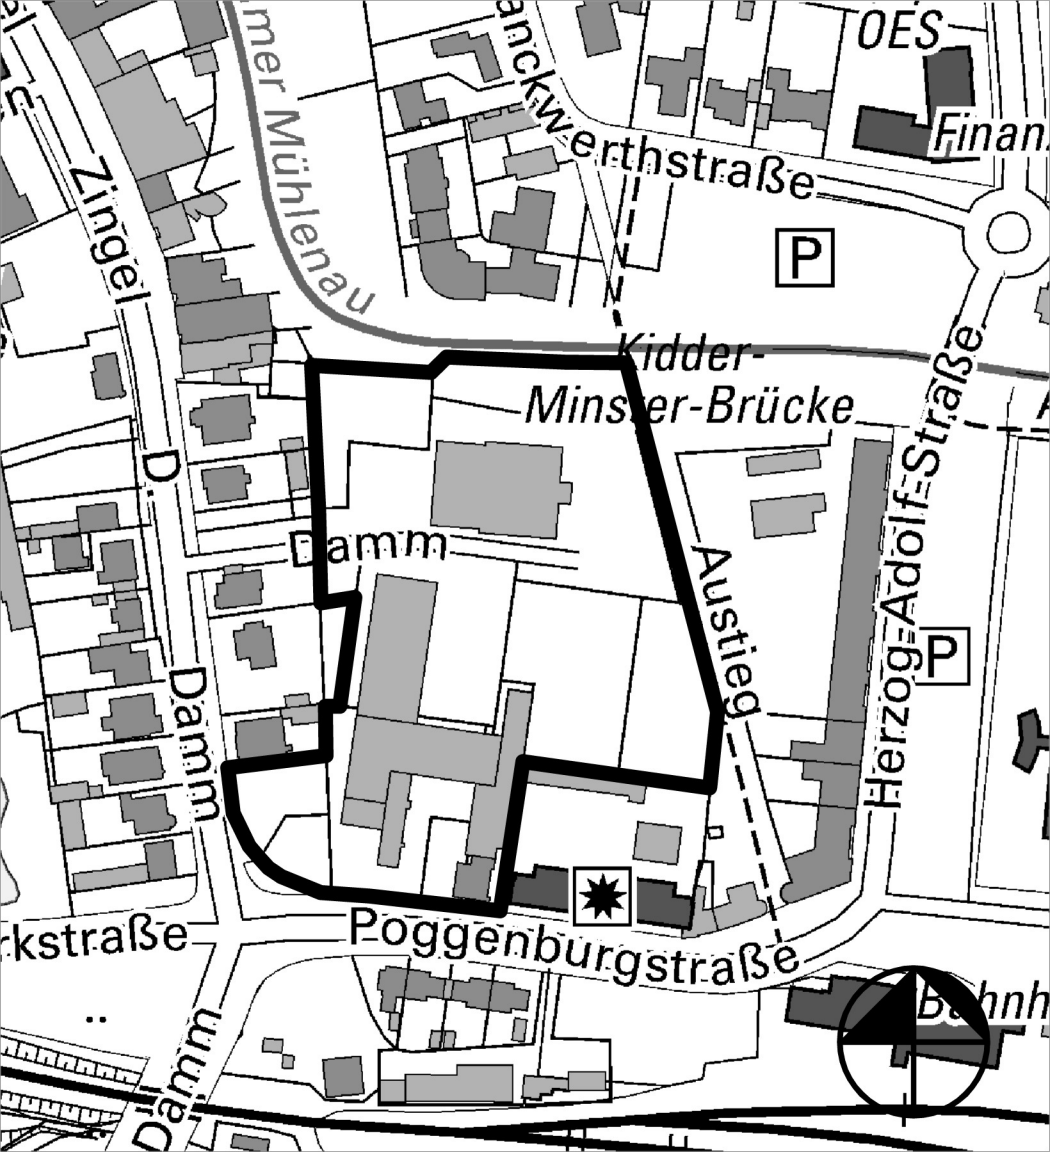 OES
Finan
anckwerthstraße
mer Mühlenau
Zingel
P
Kidder-
Minster-Brücke
Herzog-Adolf-Straße
D.
Damm
Austieg
P
Damm
rkstraße
Poggenburgstraße
Bahnh
Damm